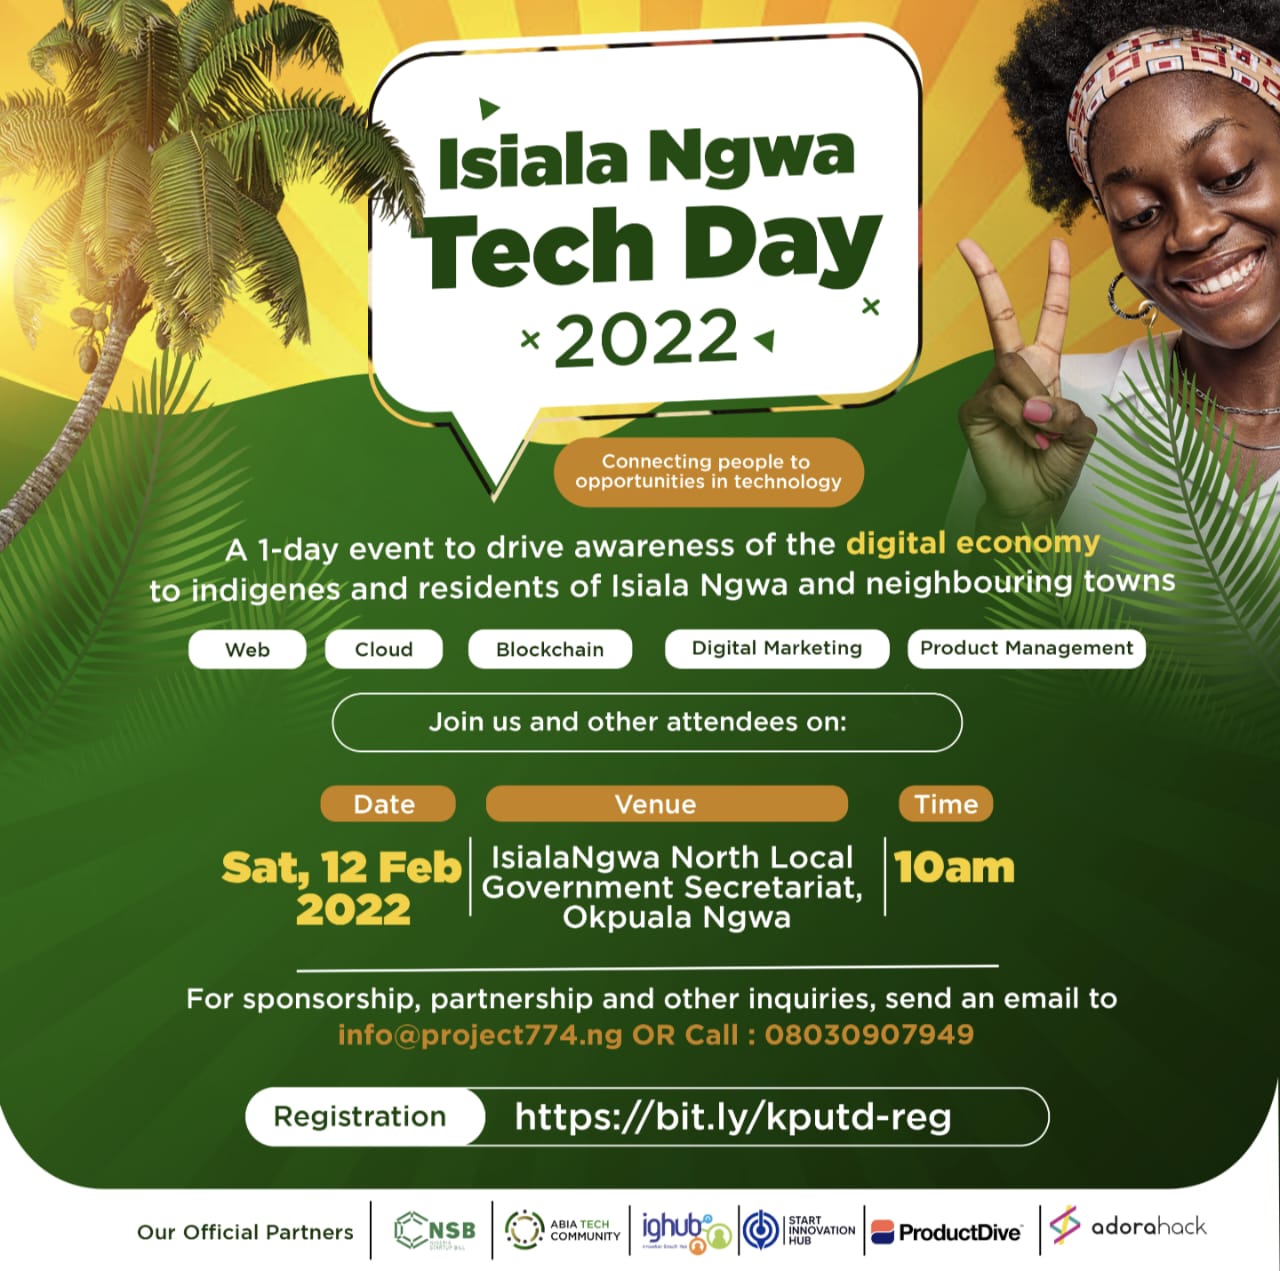 Isiala Ngwa
Tech Day
2022
Connecting people to
opportunities in technology
A 1-day event to drive awareness of the digital economy
to indigenes and residents of Isiala Ngwa and neighbouring towns
Web Cloud Blockchain Digital Marketing Product Management
Join us and other attendees on:
Date Venue Time
Sat, 12 Feb
2022
IsialaNgwa North Local
Government Secretariat,
Okpuala Ngwa
10am
For sponsorship, partnership and other inquiries, send an email to
info@project774.ng OR Call : 08030907949
Registration https://bit.ly/kputd-reg
Our Official Partners
NSB
NIGERIA
STARTUP BILL
ABIA TECH
COMMUNITY
ighub
START
INNOVATION
HUB
ProductDive
adorahack